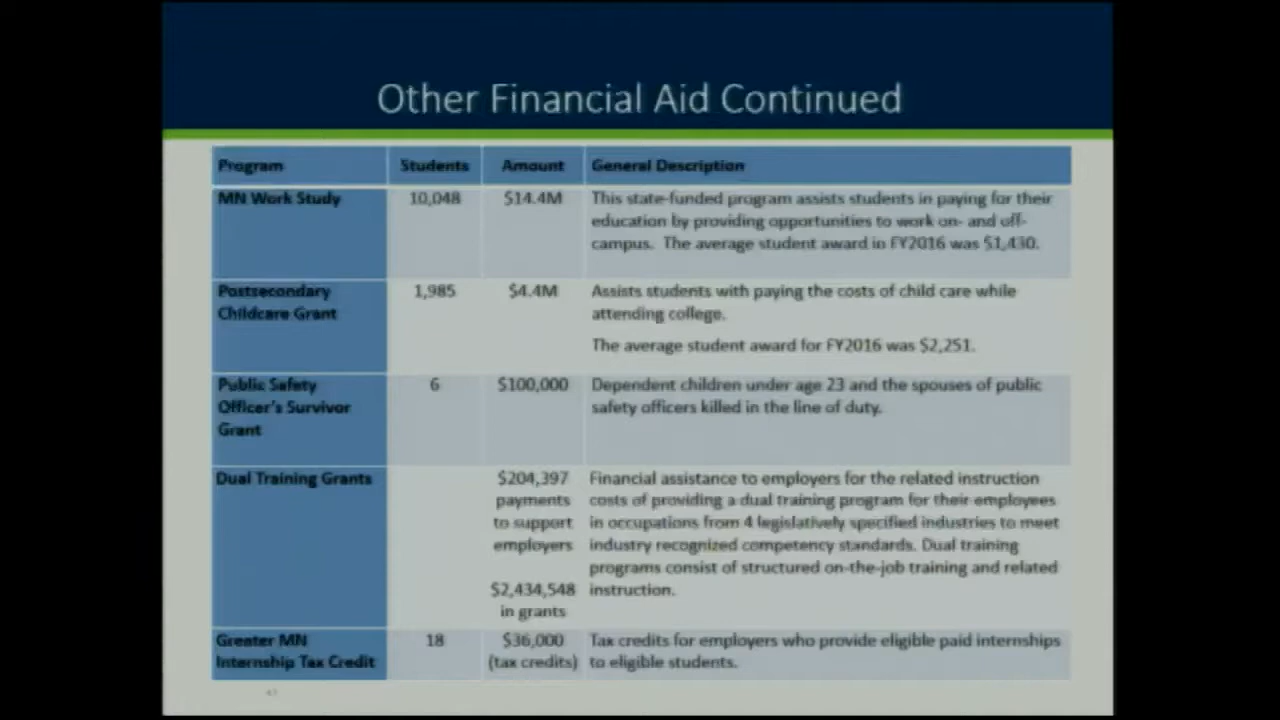 Other Financial Aid Continued
Program Students Amount General Description
MN Work Study 10,048 $14.4M This state-funded program assists students in paying for their
education by providing opportunities to work on- and off-
campus. The average student award in FY2016 was $1,430.
Postsecondary 1,985 $4.4M Assists students with paying the costs of child care while
Childcare Grant attending college.
The average student award for FY2016 was $2,251.
Public Safety 6 $100,000 Dependent children under age 23 and the spouses of public
Officer's Survivor safety officers killed in the line of duty.
Grant
Dual Training Grants $204,397 Financial assistance to employers for the related instruction
payments costs of providing a dual training program for their employees
to support in occupations from 4 legislatively specified industries to meet
employers industry recognized competency standards. Dual training
programs consist of structured on-the-job training and related
$2,434,548 instruction.
in grants
Greater MN 18 $36,000 Tax credits for employers who provide eligible paid internships
Internship Tax Credit (tax credits) to eligible students.